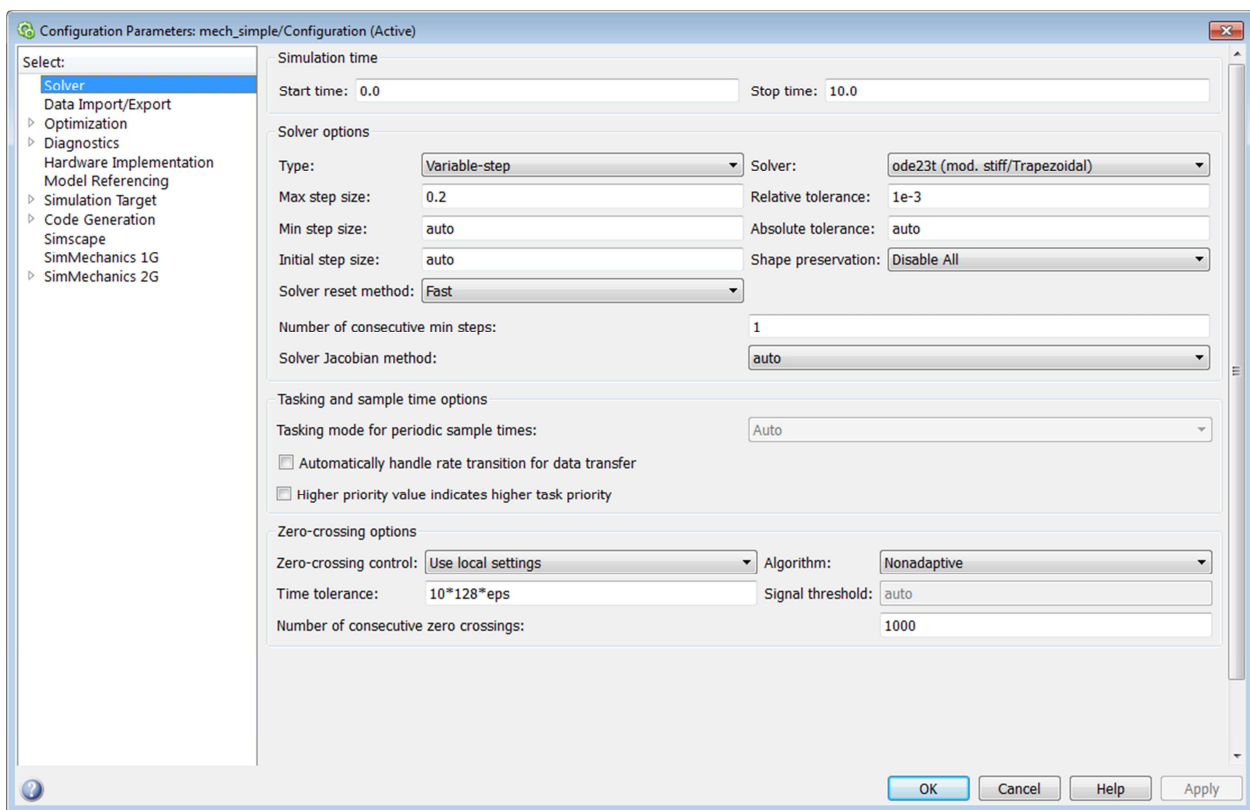 Configuration Parameters: mech_simple/Configuration (Active)
Select:
Solver
Data Import/Export
Optimization
Diagnostics
Hardware Implementation
Model Referencing
Simulation Target
Code Generation
Simscape
SimMechanics 1G
SimMechanics 2G
Simulation time
Start time: 0.0 Stop time: 10.0
Solver options
Type: Variable-step Solver: ode23t (mod. stiff/Trapezoidal)
Max step size: 0.2 Relative tolerance: 1e-3
Min step size: auto Absolute tolerance: auto
Initial step size: auto Shape preservation: Disable All
Solver reset method: Fast
Number of consecutive min steps: 1
Solver Jacobian method: auto
Tasking and sample time options
Tasking mode for periodic sample times: Auto
Automatically handle rate transition for data transfer
Higher priority value indicates higher task priority
Zero-crossing options
Zero-crossing control: Use local settings Algorithm: Nonadaptive
Time tolerance: 10*128*eps Signal threshold: auto
Number of consecutive zero crossings: 1000
OK Cancel Help Apply